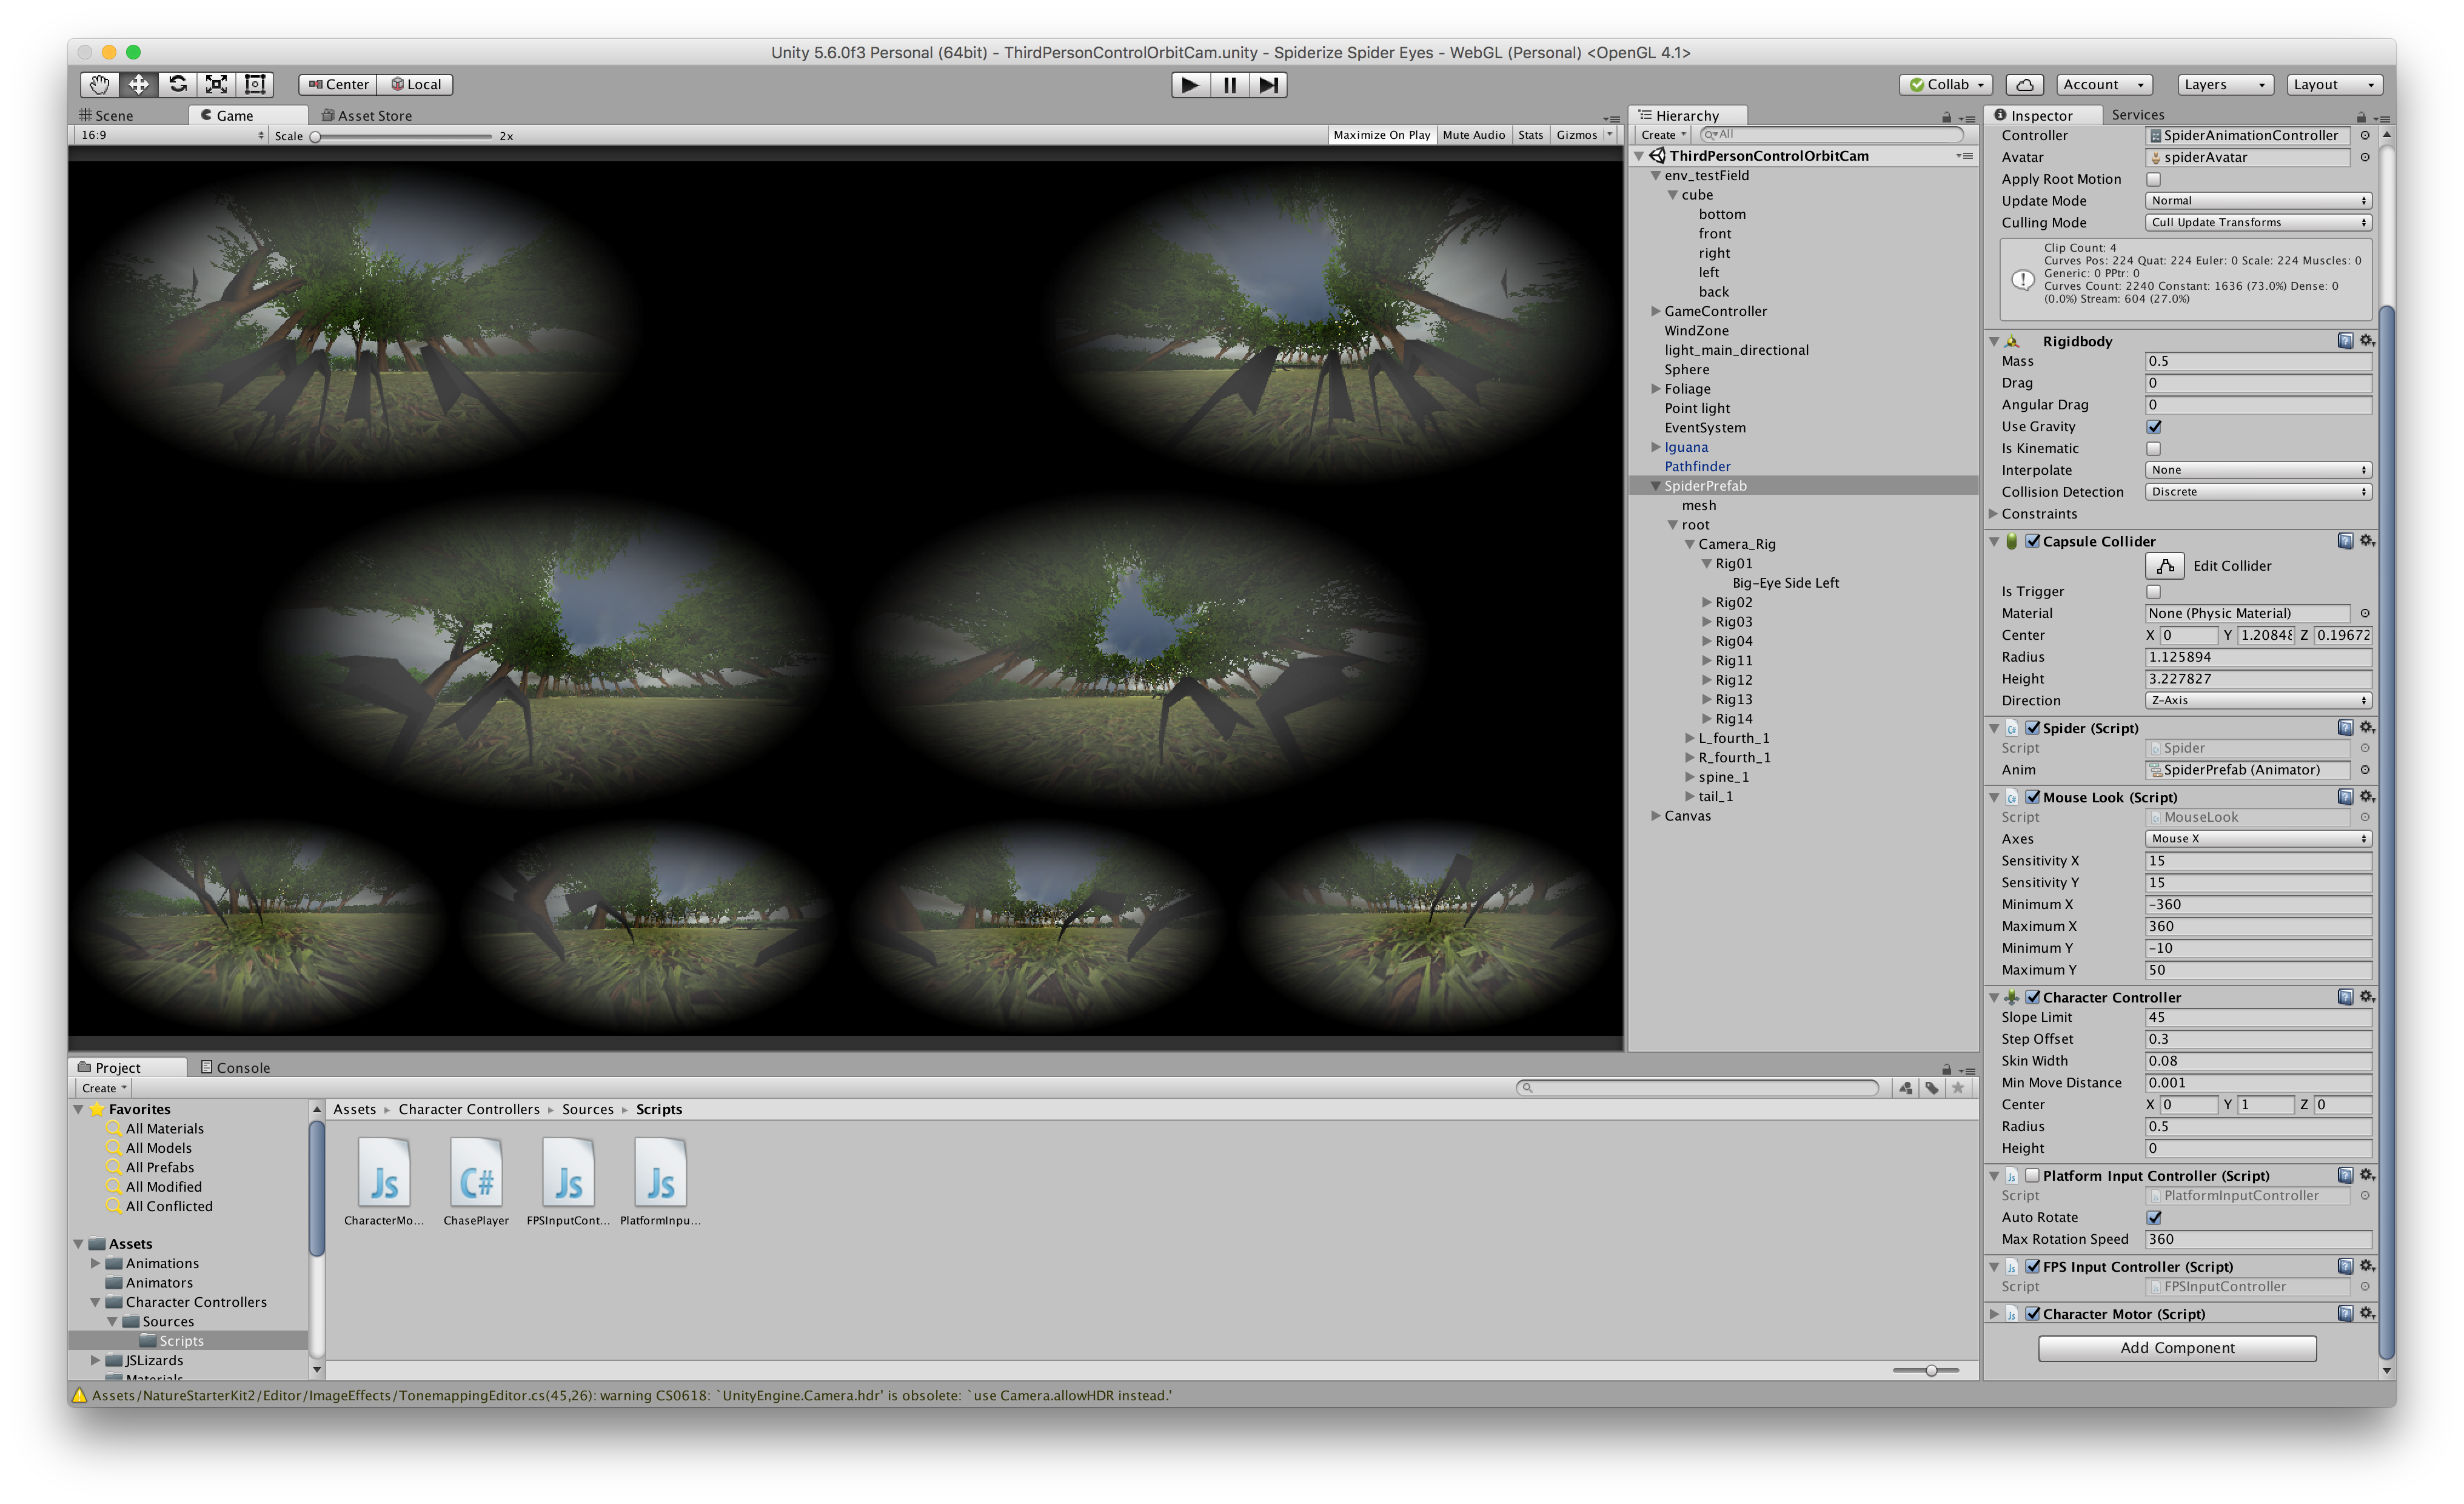 Unity 5.6.0f3 Personal (64bit) - ThirdPersonControlOrbitCam.unity - Spiderize Spider Eyes - WebGL (Personal) <OpenGL 4.1>
Center Local
Collab Account Layers Layout
Scene Game Asset Store
16:9 Scale 2x Maximize On Play Mute Audio Stats Gizmos
Hierarchy
Create All
ThirdPersonControlOrbitCam
env_testField
cube
bottom
front
right
left
back
GameController
WindZone
light_main_directional
Sphere
Foliage
Point light
EventSystem
Iguana
Pathfinder
SpiderPrefab
mesh
root
Camera_Rig
Rig01
Big-Eye Side Left
Rig02
Rig03
Rig04
Rig11
Rig12
Rig13
Rig14
L_fourth_1
R_fourth_1
spine_1
tail_1
Canvas
Inspector Services
Controller SpiderAnimationController
Avatar spiderAvatar
Apply Root Motion
Update Mode Normal
Culling Mode Cull Update Transforms
Clip Count: 4
Curves Pos: 224 Quat: 224 Euler: 0 Scale: 224 Muscles: 0
Generic: 0 PPtr: 0
Curves Count: 2240 Constant: 1636 (73.0%) Dense: 0
(0.0%) Stream: 604 (27.0%)
Rigidbody
Mass 0.5
Drag 0
Angular Drag 0
Use Gravity
Is Kinematic
Interpolate None
Collision Detection Discrete
Constraints
Capsule Collider
Edit Collider
Is Trigger
Material None (Physic Material)
Center X 0 Y 1.2084 Z 0.19672
Radius 1.125894
Height 3.227827
Direction Z-Axis
Spider (Script)
Script Spider
Anim SpiderPrefab (Animator)
Mouse Look (Script)
Script MouseLook
Axes Mouse X
Sensitivity X 15
Sensitivity Y 15
Minimum X -360
Maximum X 360
Minimum Y -10
Maximum Y 50
Character Controller
Slope Limit 45
Step Offset 0.3
Skin Width 0.08
Min Move Distance 0.001
Center X 0 Y 1 Z 0
Radius 0.5
Height 0
Platform Input Controller (Script)
Script PlatformInputController
Auto Rotate
Max Rotation Speed 360
FPS Input Controller (Script)
Script FPSInputController
Character Motor (Script)
Add Component
Project Console
Create
Favorites
All Materials
All Models
All Prefabs
All Modified
All Conflicted
Assets
Animations
Animators
Character Controllers
Sources
Scripts
JSLizards
Materials
Assets Character Controllers Sources Scripts
Js C# Js Js
CharacterMo... ChasePlayer FPSInputCont... PlatformInpu...
Assets/NatureStarterKit2/Editor/ImageEffects/TonemappingEditor.cs(45,26): warning CS0618: `UnityEngine.Camera.hdr' is obsolete: `use Camera.allowHDR instead.'